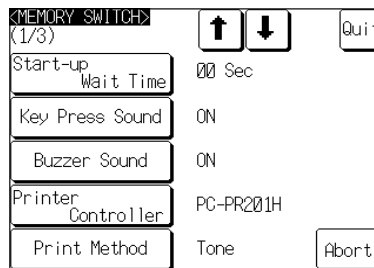 <MEMORY SWITCH>
(1/3)
Start-up
Wait Time
00 Sec
Key Press Sound
ON
Buzzer Sound
ON
Printer
Controller
PC-PR201H
Print Method
Tone
Abort